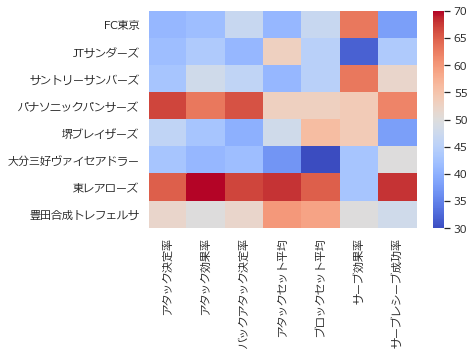 FC東京
JTサンダーズ
サントリーサンバーズ
パナソニックパンサーズ
堺ブレイザーズ
大分三好ヴァイセアドラー
東レアローズ
豊田合成トレフェルサ
アタック決定率
アタック効果率
バックアタック決定率
アタックセット平均
ブロックセット平均
サーブ効果率
サーブレシーブ成功率
70
65
60
55
50
45
40
35
30